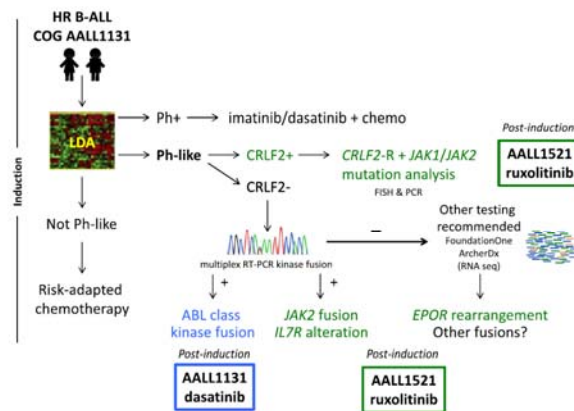 HR B-ALL
COG AALL1131
Induction
LDA
Ph+
imatinib/dasatinib + chemo
Ph-like
CRLF2+
CRLF2-R + JAK1/JAK2
mutation analysis
FISH & PCR
Post-induction
AALL1521
ruxolitinib
CRLF2-
Not Ph-like
Risk-adapted
chemotherapy
multiplex RT-PCR kinase fusion
–
Other testing
recommended
FoundationOne
ArcherDx
(RNA seq)
+
+
ABL class
kinase fusion
JAK2 fusion
IL7R alteration
EPOR rearrangement
Other fusions?
Post-induction
AALL1131
dasatinib
Post-induction
AALL1521
ruxolitinib